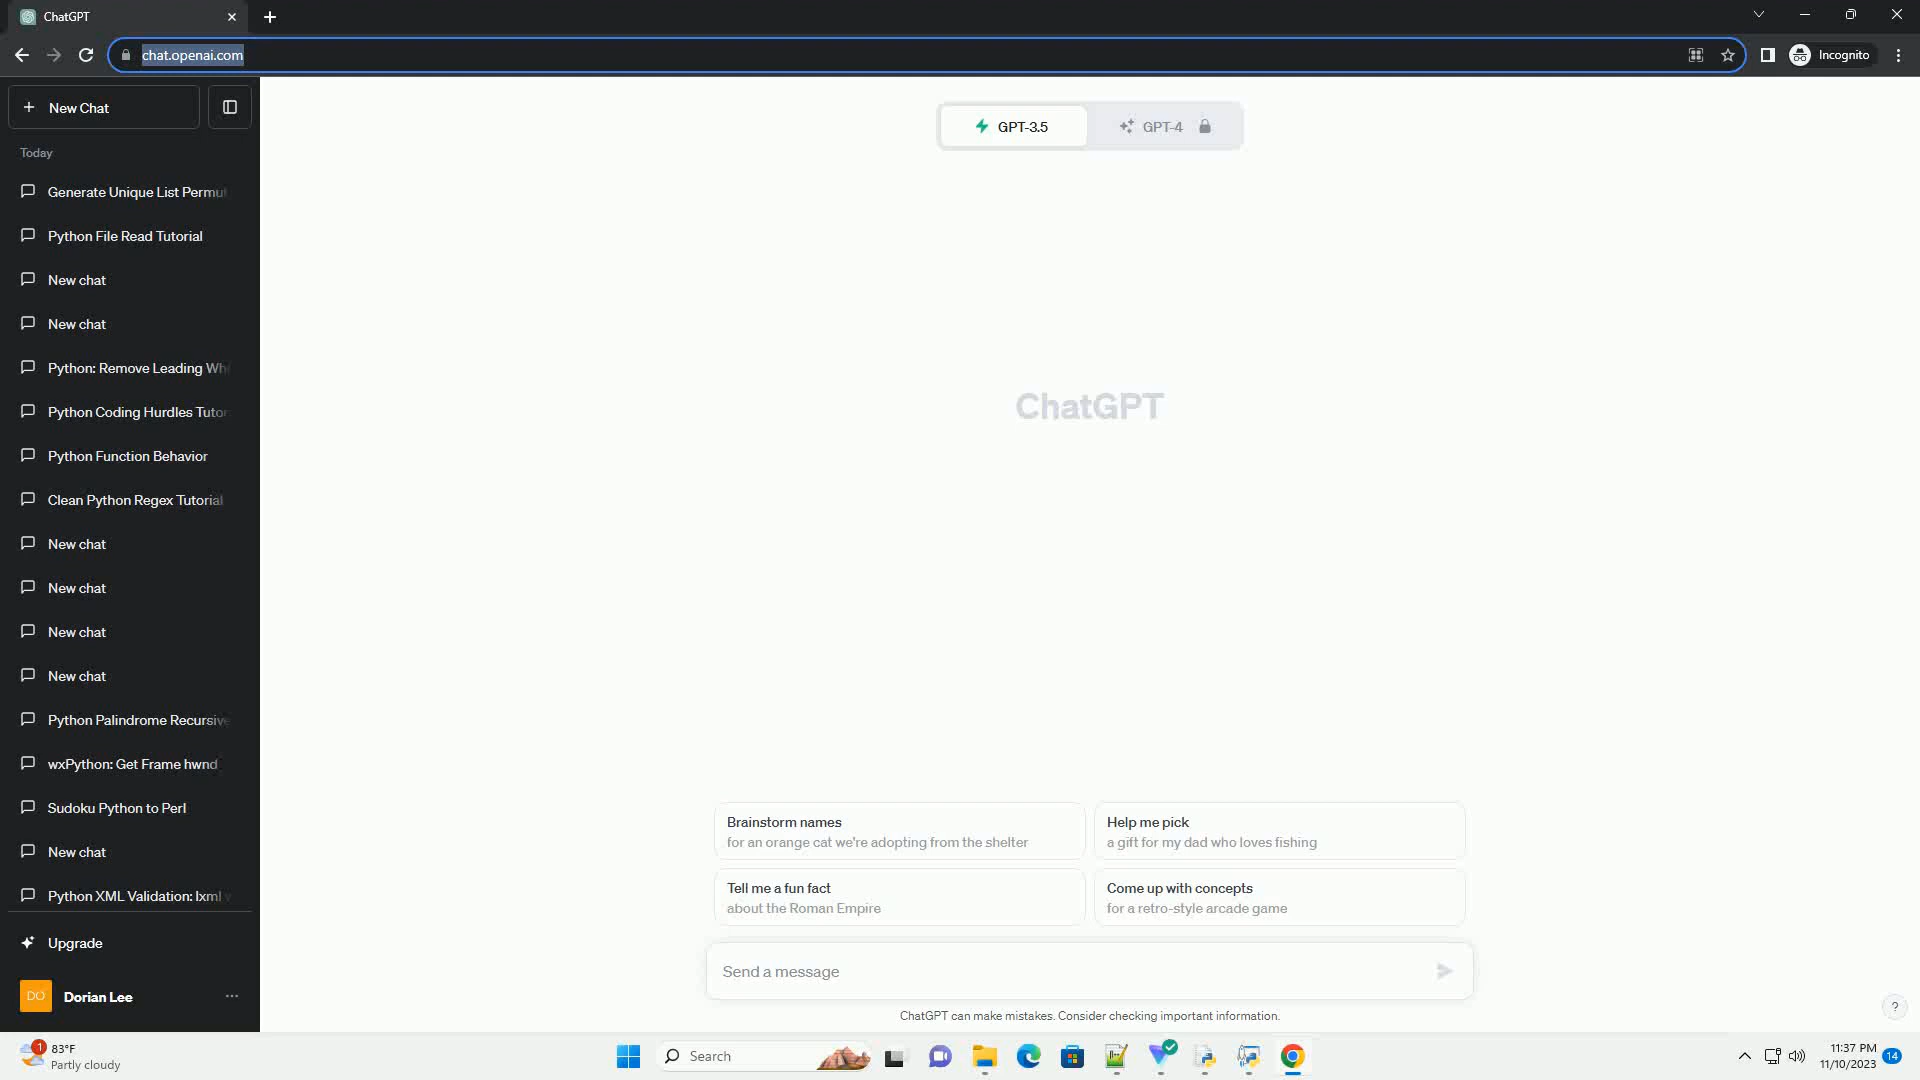 ChatGPT
chat.openai.com
Incognito
New Chat
GPT-3.5
GPT-4
Today
Generate Unique List Permu
Python File Read Tutorial
New chat
New chat
Python: Remove Leading Wh
Python Coding Hurdles Tutor
Python Function Behavior
Clean Python Regex Tutorial
New chat
New chat
New chat
New chat
Python Palindrome Recursive
wxPython: Get Frame hwnd
Sudoku Python to Perl
New chat
Python XML Validation: lxml v
Upgrade
DO Dorian Lee
ChatGPT
Brainstorm names
for an orange cat we're adopting from the shelter
Help me pick
a gift for my dad who loves fishing
Tell me a fun fact
about the Roman Empire
Come up with concepts
for a retro-style arcade game
Send a message
ChatGPT can make mistakes. Consider checking important information.
?
1
83°F
Partly cloudy
Search
11:37 PM
11/10/2023
14